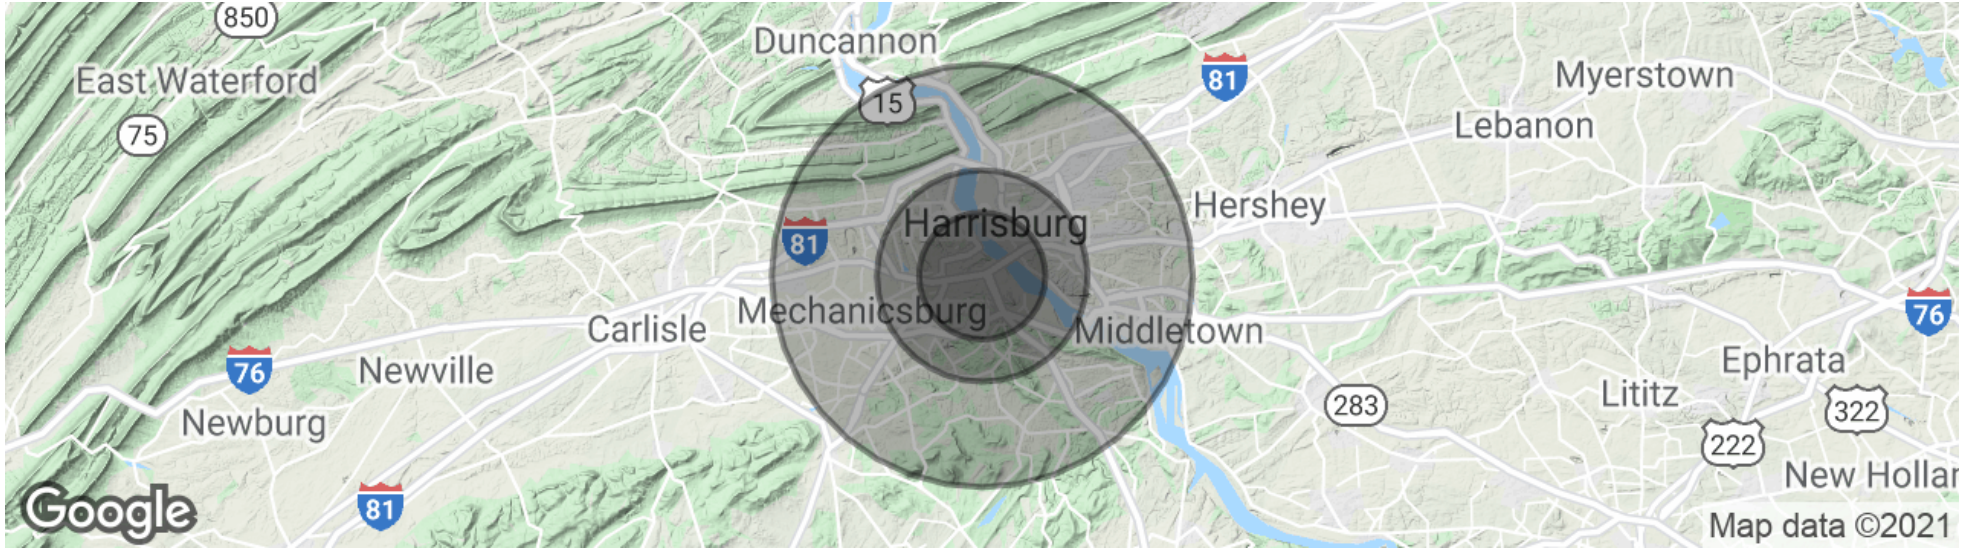 850
Duncannon
East Waterford
81
Myerstown
15
75
Lebanon
Hershey
Harrisburg
81
Mechanicsburg
76
Carlisle
Middletown
Ephrata
76
Newville
Lititz
283
322
Newburg
222
New Hollar
81
Google
Map data ©2021